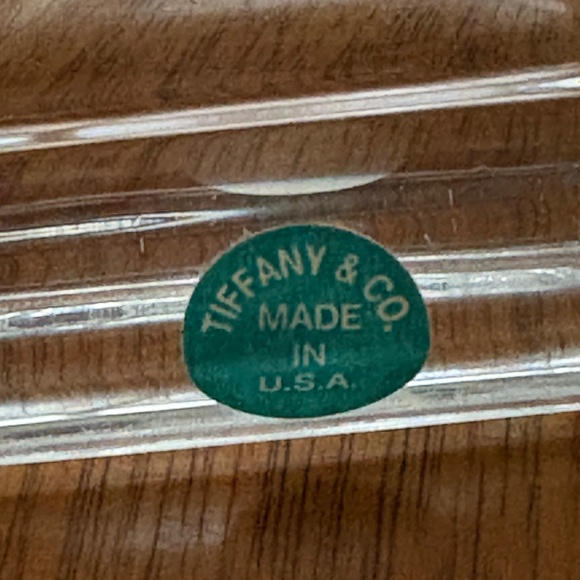 TIFFANY & CO.
MADE
IN
U.S.A.